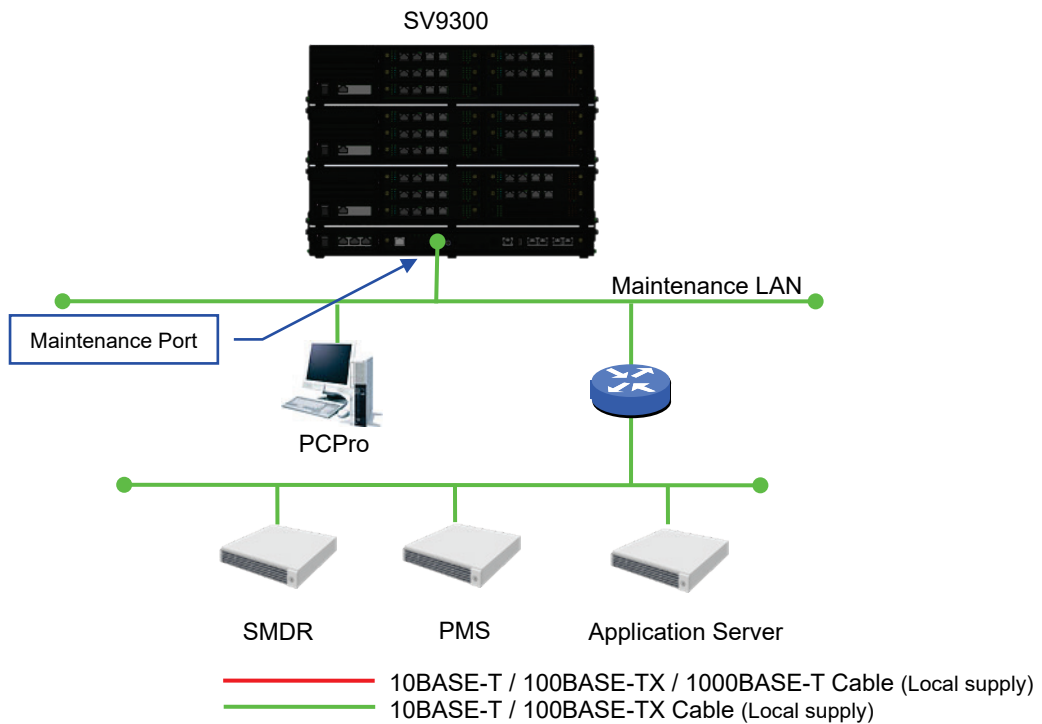 SV9300
Maintenance LAN
Maintenance Port
PCPro
SMDR
PMS
Application Server
10BASE-T / 100BASE-TX / 1000BASE-T Cable (Local supply)
10BASE-T / 100BASE-TX Cable (Local supply)